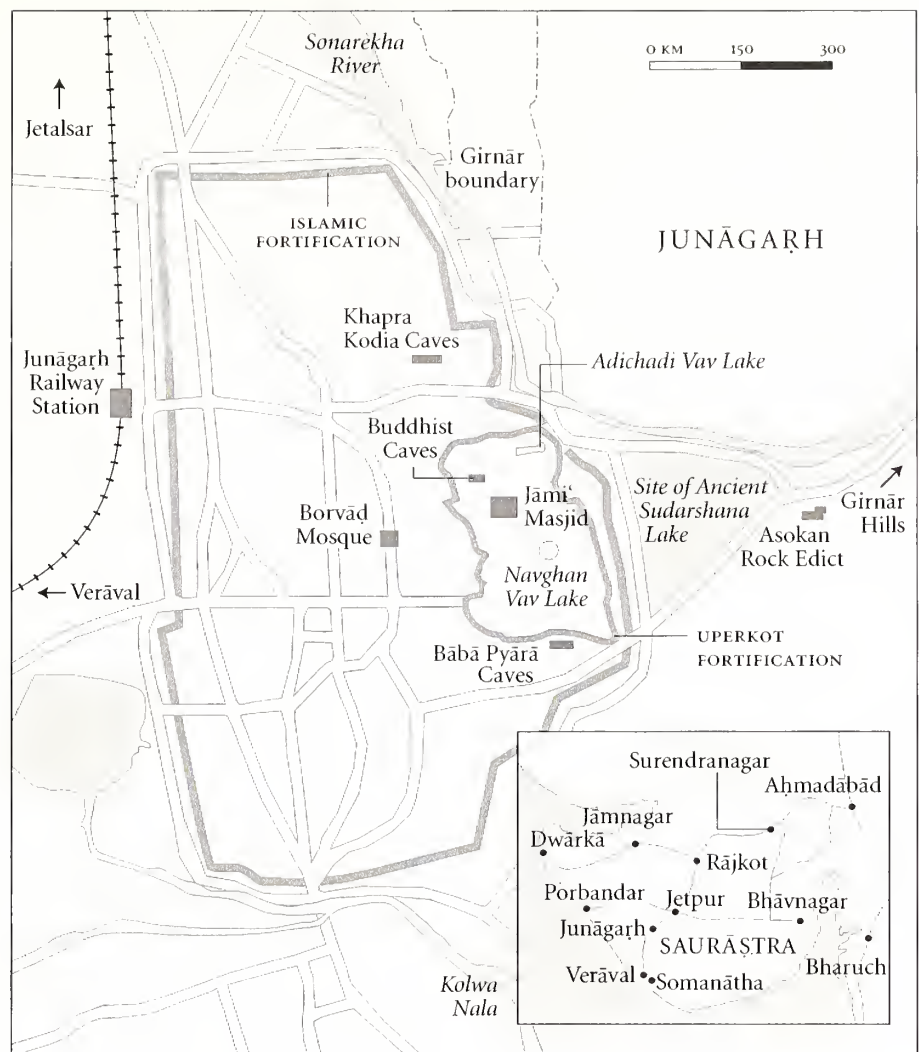 Sonarekha
River
0 KM 150 300
Jetalsar
Girnār
boundary
ISLAMIC
FORTIFICATION
JUNĀGAṚH
Khapra
Kodia Caves
Adichadi Vav Lake
Junāgaṛh
Railway
Station
Buddhist
Caves
Jāmi‘
Masjid
Site of Ancient
Sudarshana
Lake
Girnār
Hills
Borvāḍ
Mosque
Asokan
Rock Edict
Navghan
Vav Lake
Verāval
UPERKOT
FORTIFICATION
Bābā Pyārā
Caves
Surendranagar
Aḥmadābād
Jāmnagar
Dwārkā
Rājkot
Porbandar
Jetpur
Bhāvnagar
Junāgaṛh
SAURĀṢTRA
Bharuch
Verāval
Somanātha
Kolwa
Nala